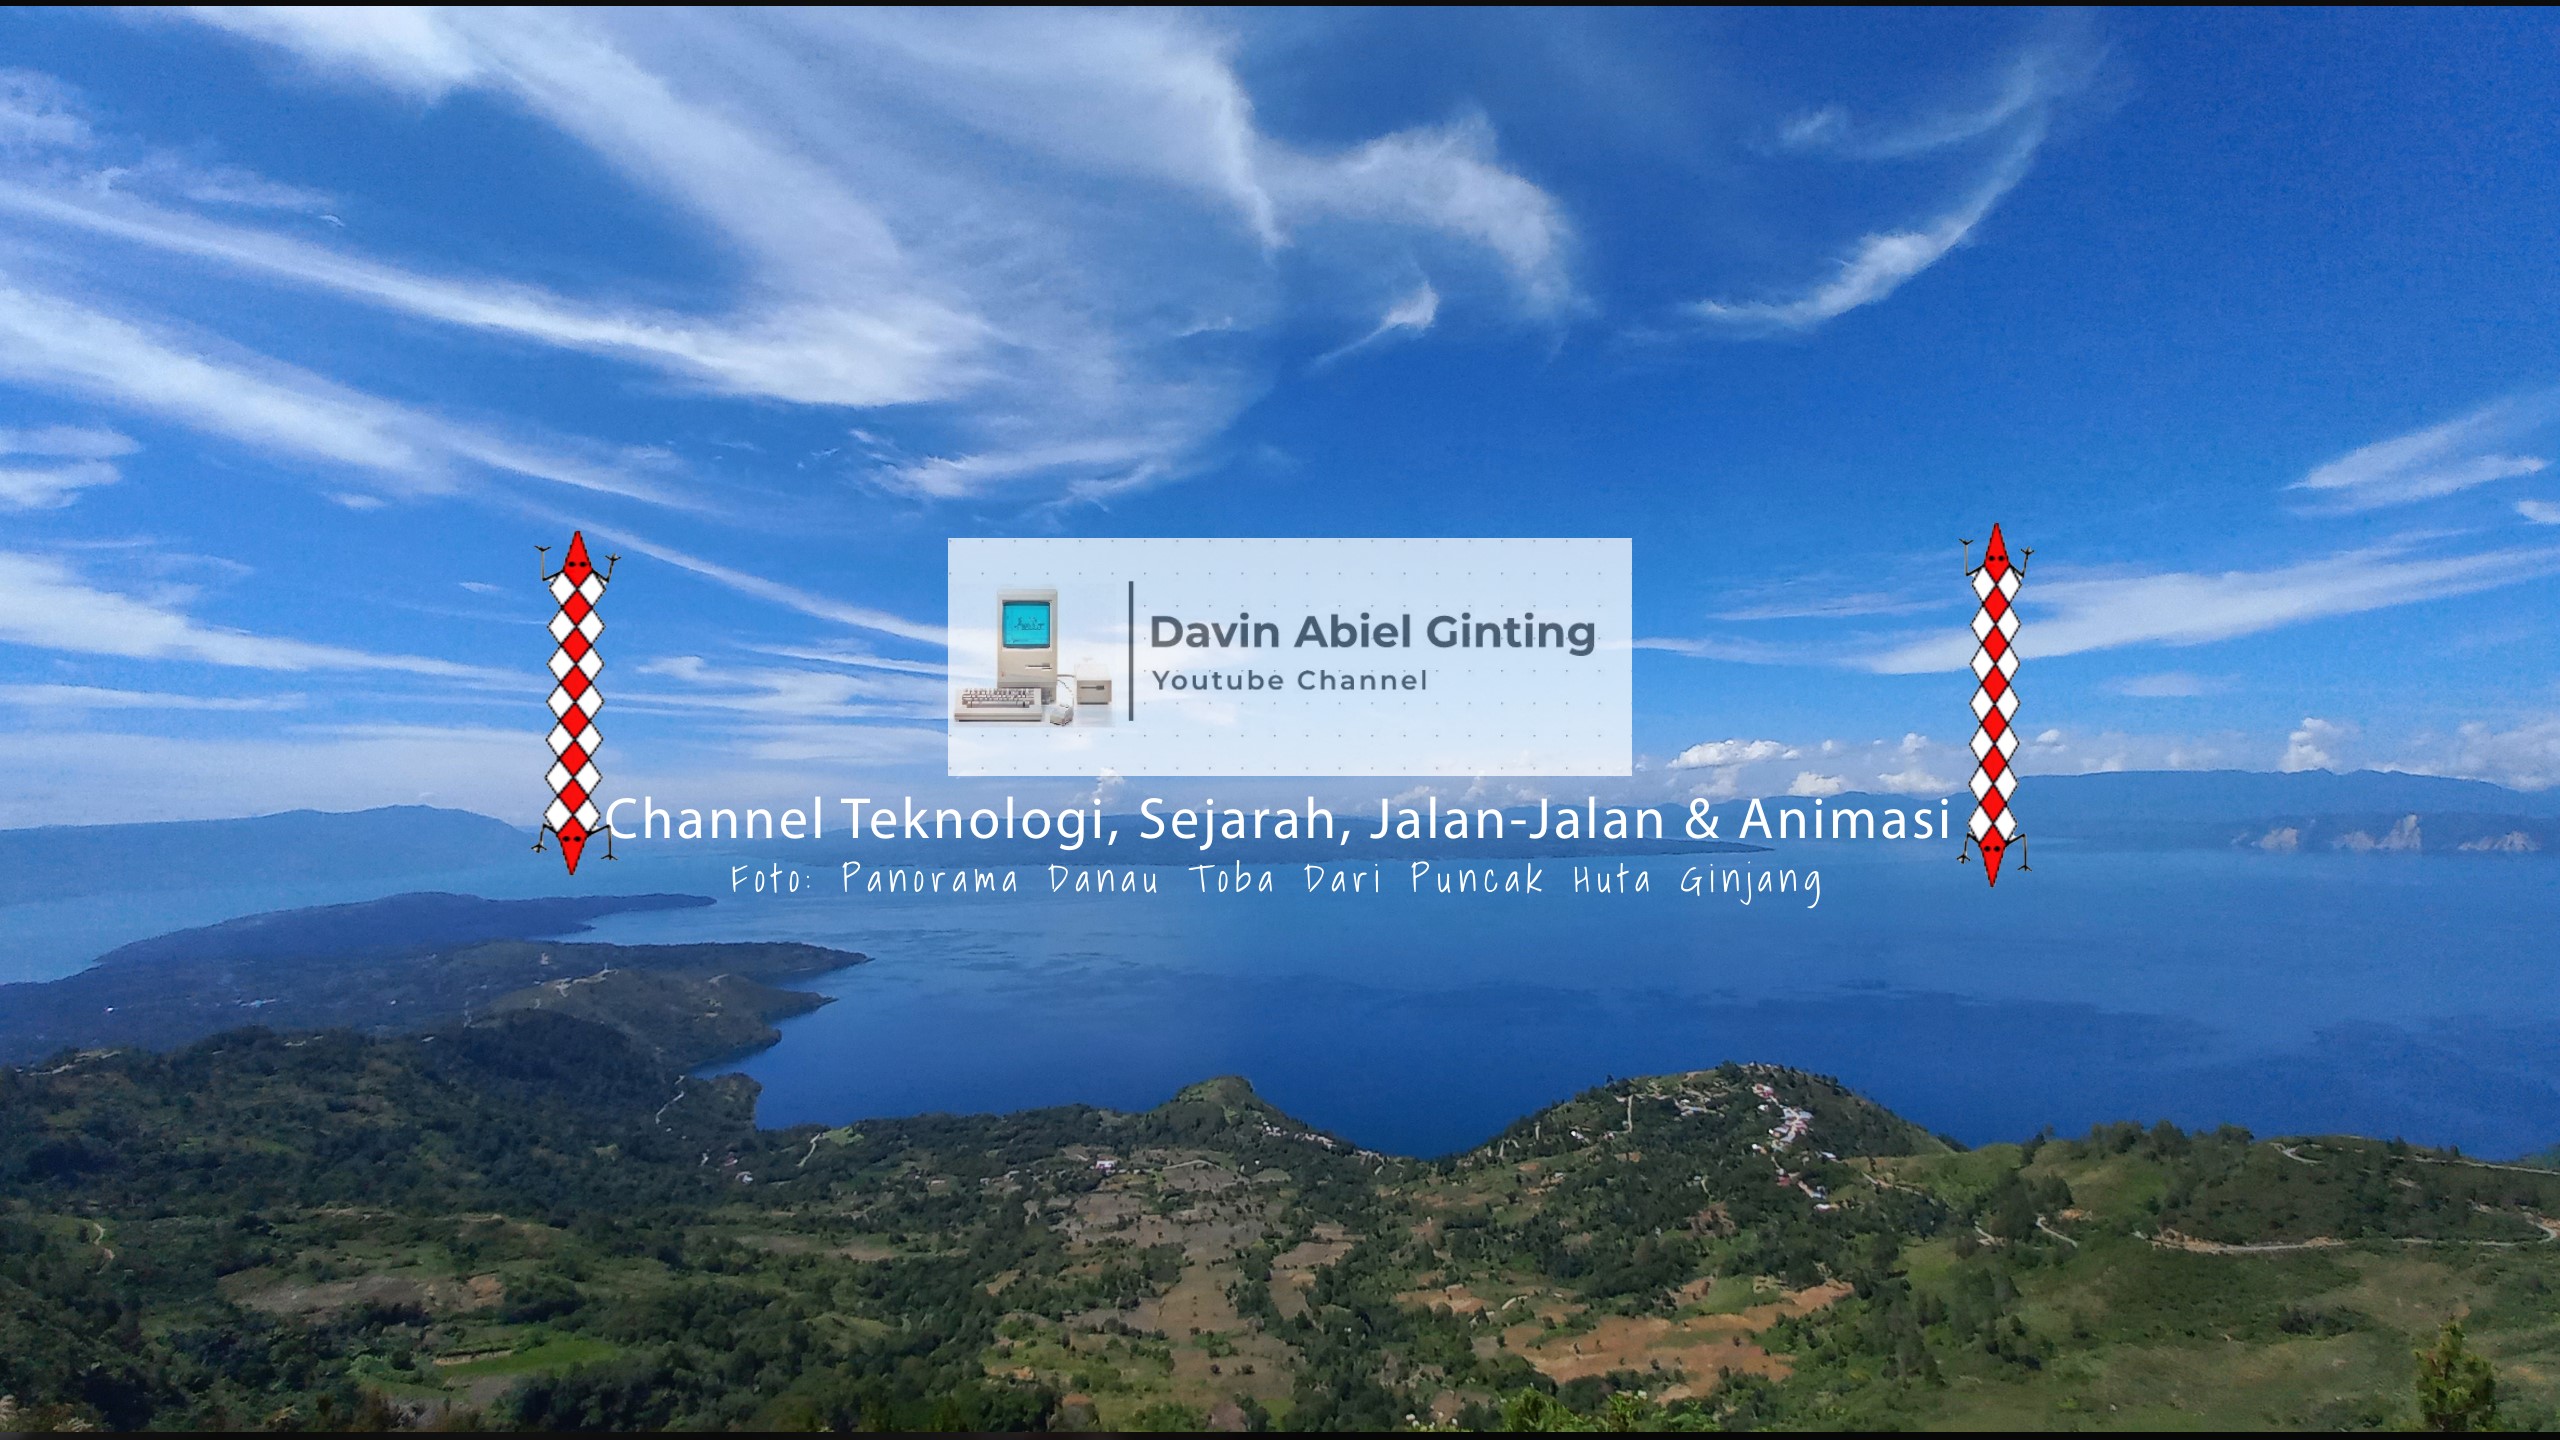 Davin Abiel Ginting
Youtube Channel
Channel Teknologi, Sejarah, Jalan-Jalan & Animasi
Foto: Panorama Danau Toba Dari Puncak Huta Ginjang